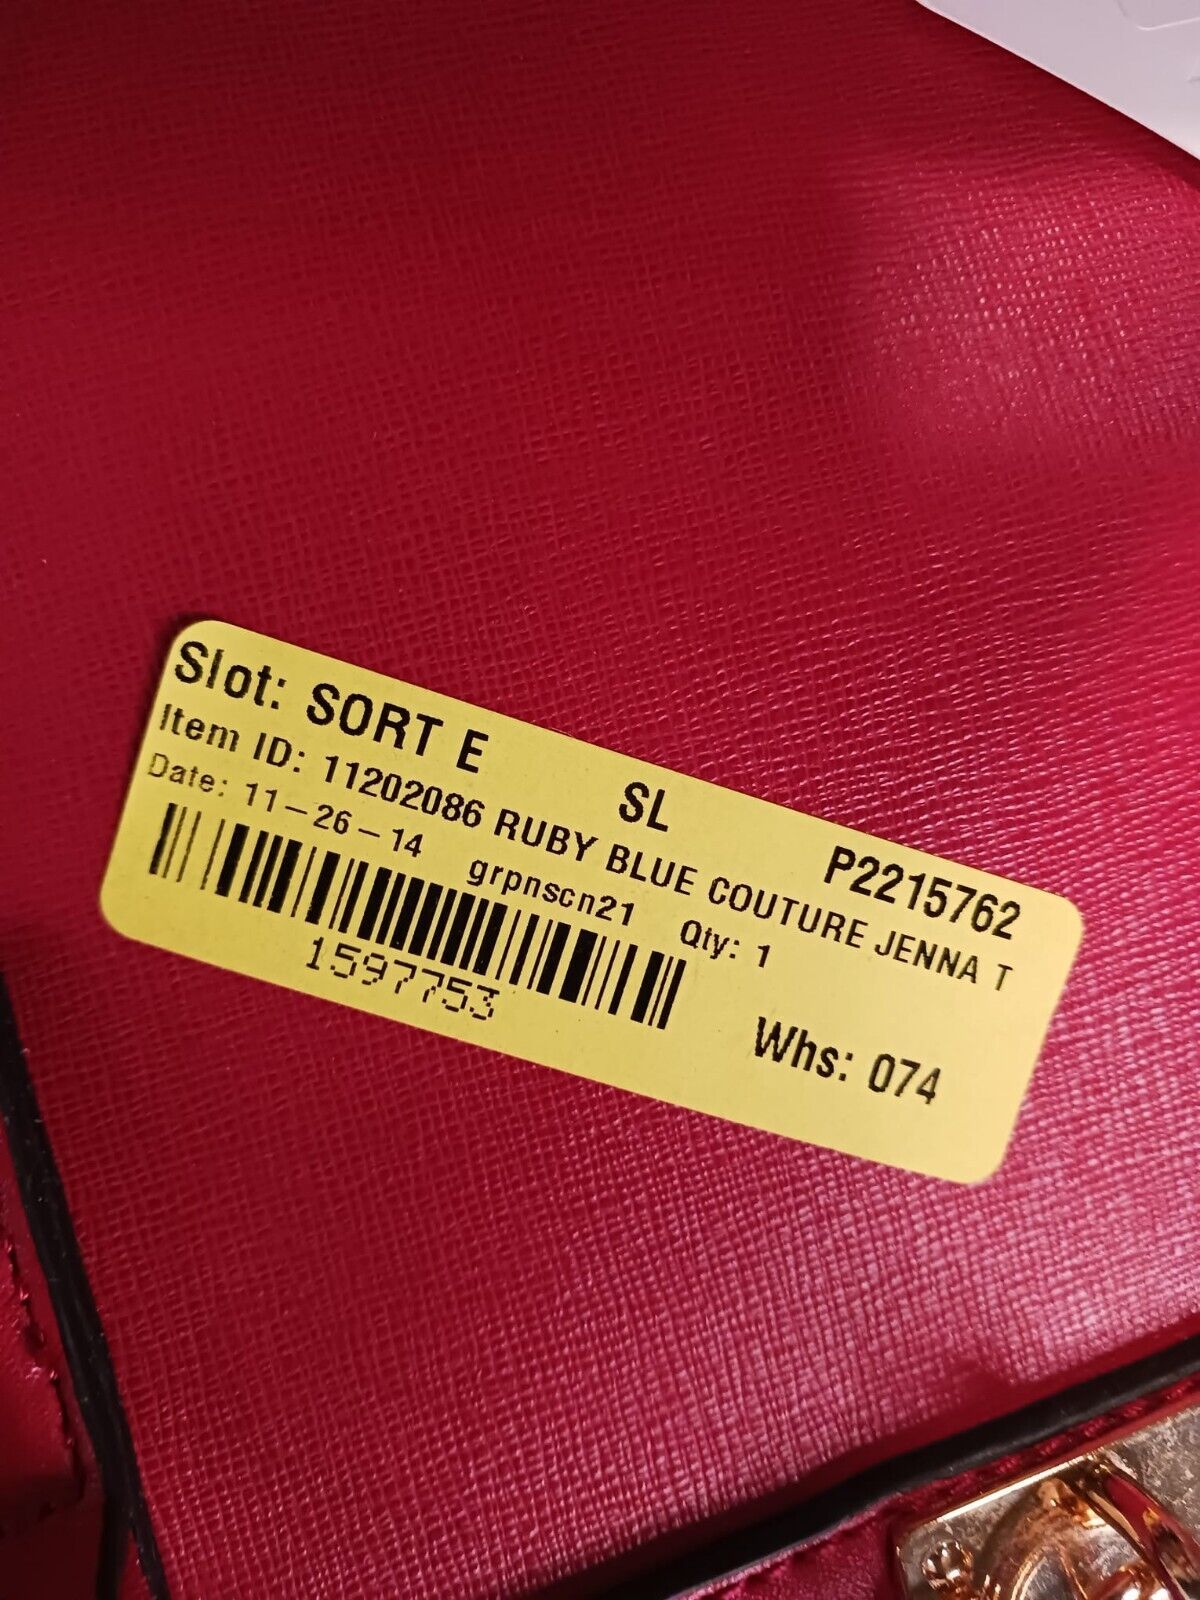 Slot: SORT E SL P2215762
Item ID: 11202086 RUBY BLUE COUTURE JENNA T
Date: 11-26-14 grpnscn21 Qty: 1
1597753 Whs: 074